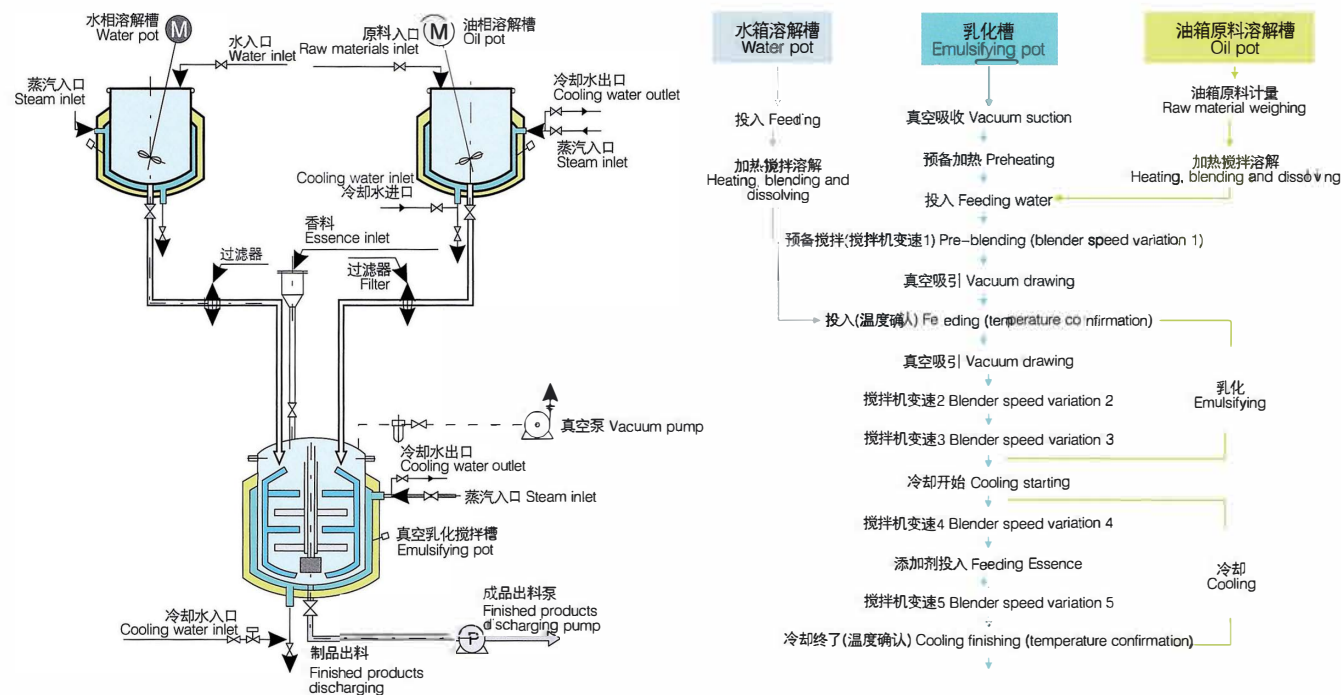 水相溶解槽
Water pot
M
水入口
Water inlet
原料入口
Raw materials inlet
M
油相溶解槽
Oil pot
蒸汽入口
Steam inlet
冷却水出口
Cooling water outlet
蒸汽入口
Steam inlet
Cooling water inlet
冷却水进口
香料
Essence inlet
过滤器
过滤器
Filter
真空泵 Vacuum pump
冷却水出口
Cooling water outlet
蒸汽入口 Steam inlet
真空乳化搅拌槽
Emulsifying pot
冷却水入口
Cooling water inlet
成品出料泵
Finished products
discharging pump
P
制品出料
Finished products
discharging
水箱溶解槽
Water pot
乳化槽
Emulsifying pot
油箱原料溶解槽
Oil pot
油箱原料计量
Raw material weighing
投入 Feeding
真空吸收 Vacuum suction
加热搅拌溶解
Heating, blending and
dissolving
预备加热 Preheating
加热搅拌溶解
Heating, blending and dissolving
投入 Feeding water
预备搅拌(搅拌机变速1) Pre-blending (blender speed variation 1)
真空吸引 Vacuum drawing
投入(温度确认) Fe eding (temperature co nfirmation)
真空吸引 Vacuum drawing
搅拌机变速2 Blender speed variation 2
乳化
Emulsifying
搅拌机变速3 Blender speed variation 3
冷却开始 Cooling starting
搅拌机变速4 Blender speed variation 4
添加剂投入 Feeding Essence
冷却
Cooling
搅拌机变速5 Blender speed variation 5
冷却终了(温度确认) Cooling finishing (temperature confirmation)